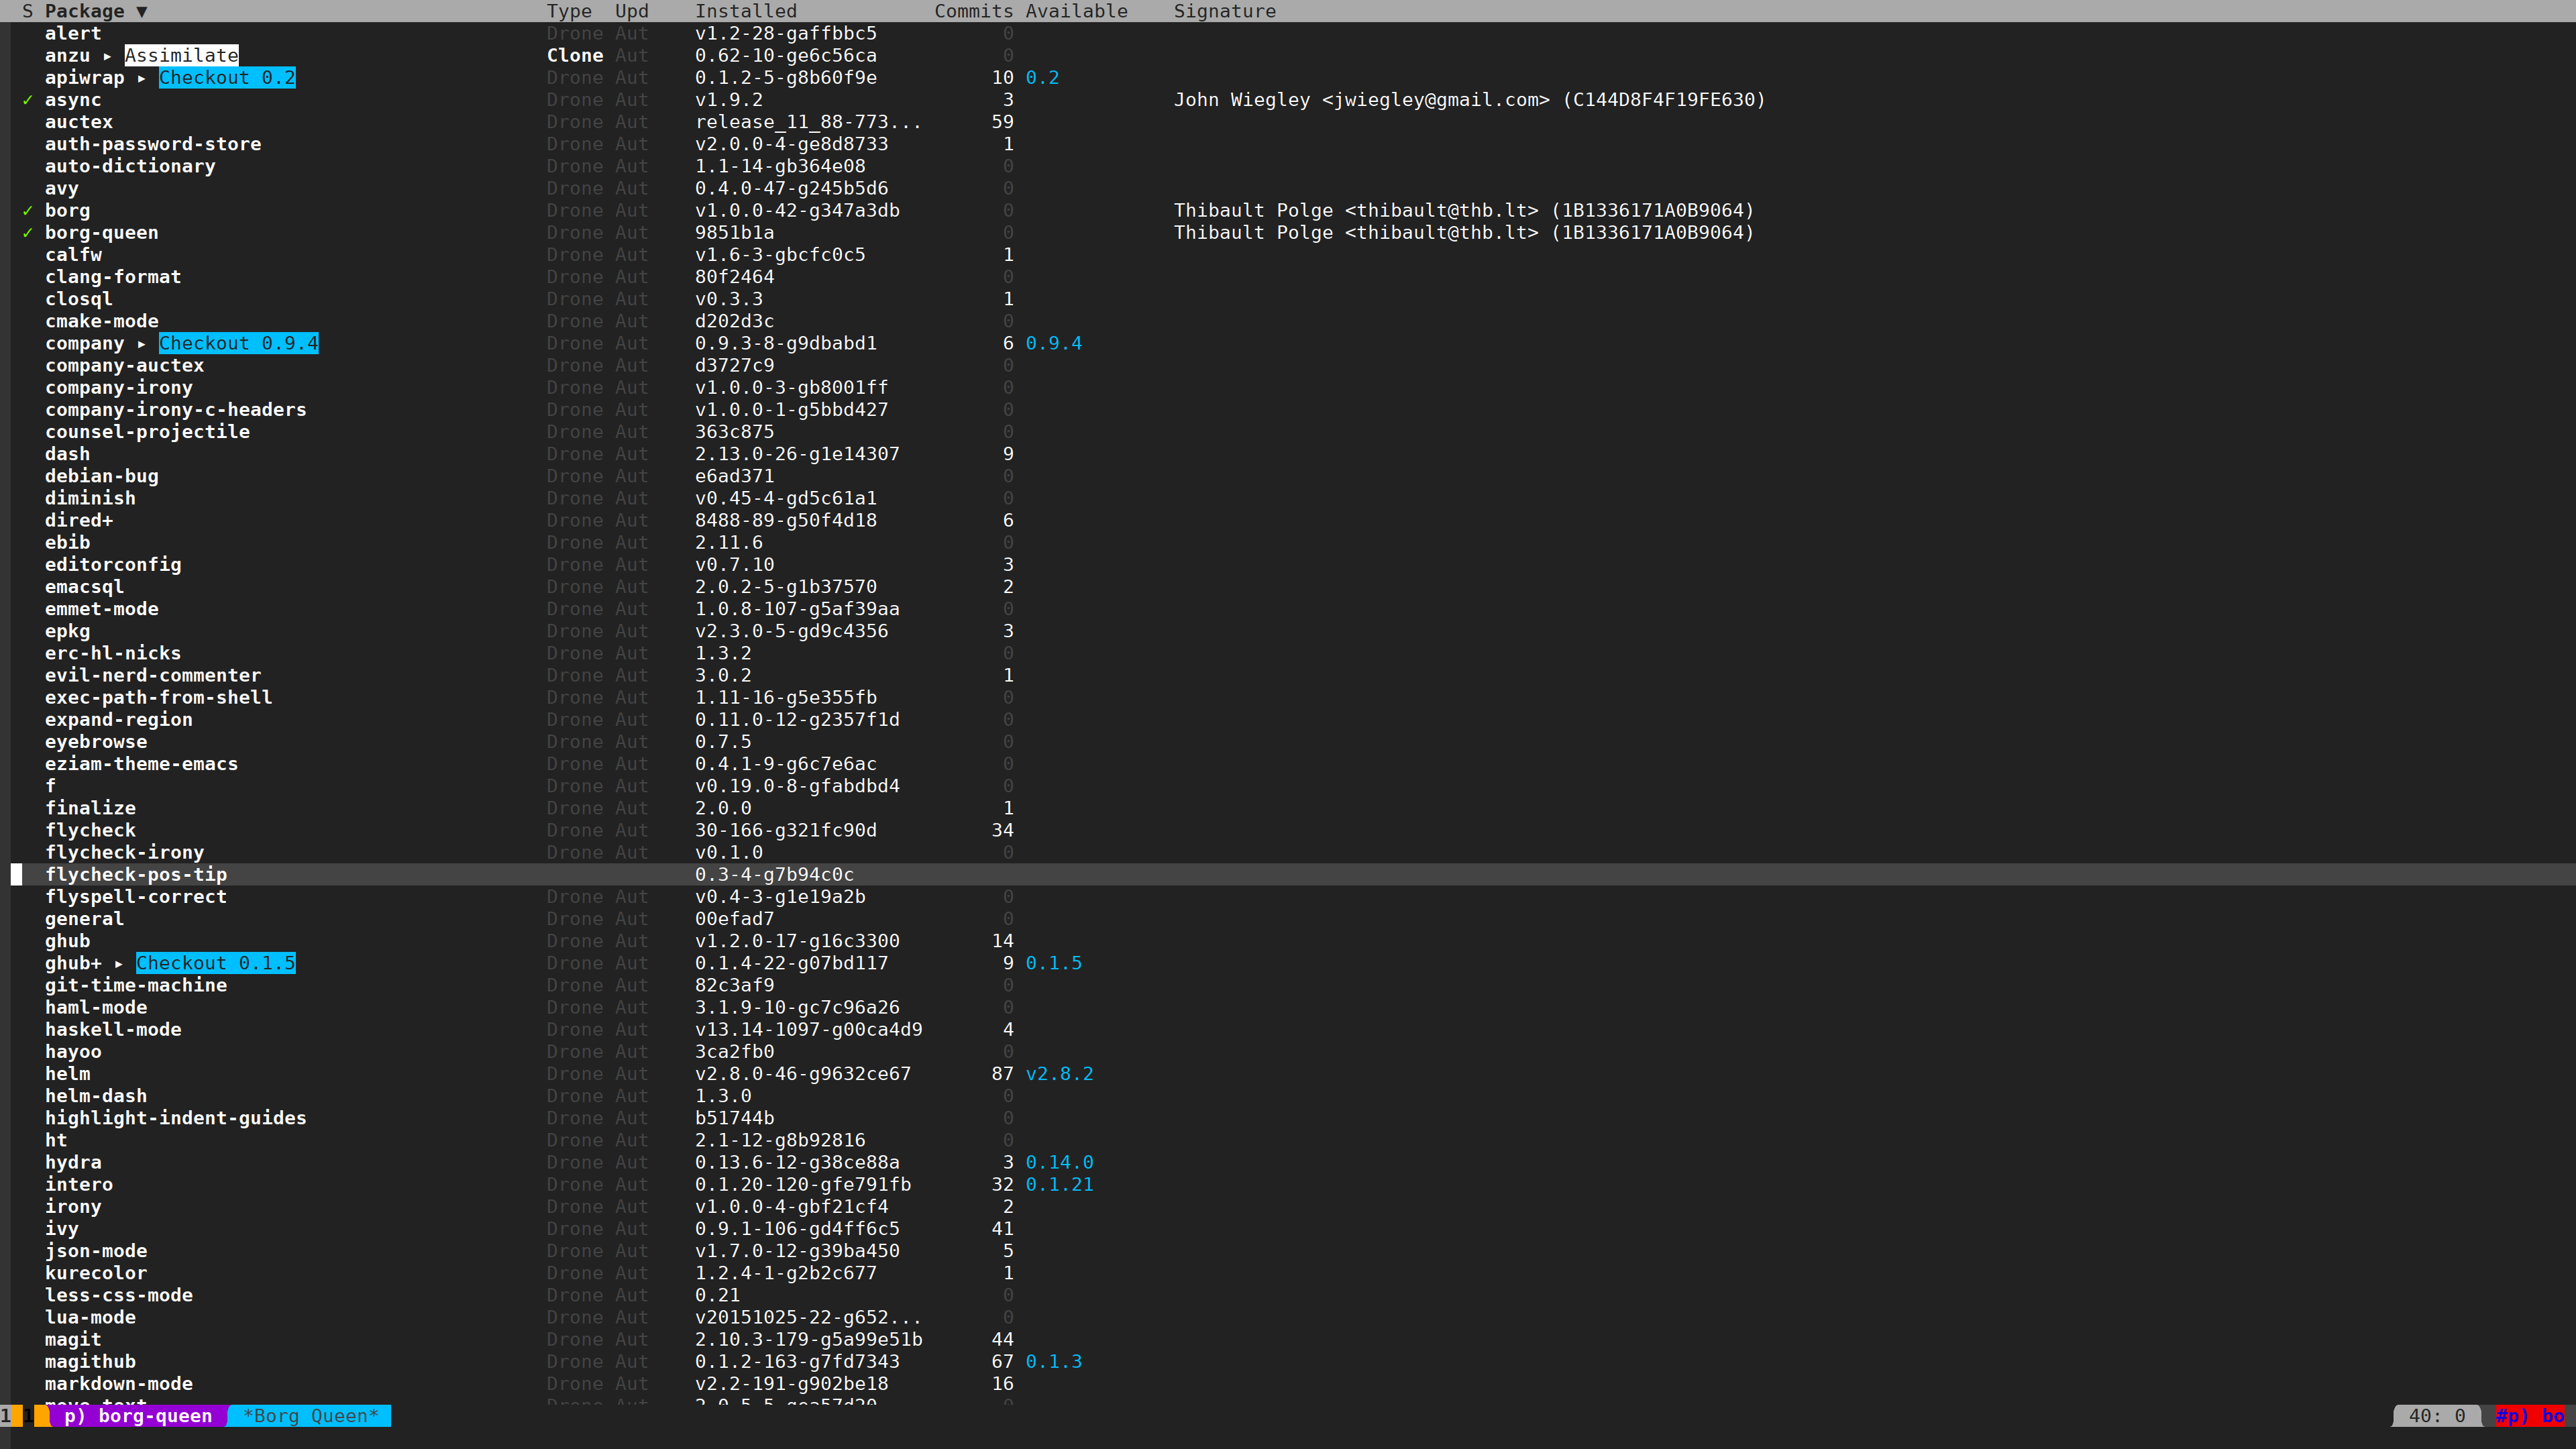 S Package ▼ Type Upd Installed Commits Available Signature
alert Drone Aut v1.2-28-gaffbbc5 0
anzu ▸ Assimilate Clone Aut 0.62-10-ge6c56ca 0
apiwrap ▸ Checkout 0.2 Drone Aut 0.1.2-5-g8b60f9e 10 0.2
✓ async Drone Aut v1.9.2 3 John Wiegley <jwiegley@gmail.com> (C144D8F4F19FE630)
auctex Drone Aut release_11_88-773... 59
auth-password-store Drone Aut v2.0.0-4-ge8d8733 1
auto-dictionary Drone Aut 1.1-14-gb364e08 0
avy Drone Aut 0.4.0-47-g245b5d6 0
✓ borg Drone Aut v1.0.0-42-g347a3db 0 Thibault Polge <thibault@thb.lt> (1B1336171A0B9064)
✓ borg-queen Drone Aut 9851b1a 0 Thibault Polge <thibault@thb.lt> (1B1336171A0B9064)
calfw Drone Aut v1.6-3-gbcfc0c5 1
clang-format Drone Aut 80f2464 0
closql Drone Aut v0.3.3 1
cmake-mode Drone Aut d202d3c 0
company ▸ Checkout 0.9.4 Drone Aut 0.9.3-8-g9dbabd1 6 0.9.4
company-auctex Drone Aut d3727c9 0
company-irony Drone Aut v1.0.0-3-gb8001ff 0
company-irony-c-headers Drone Aut v1.0.0-1-g5bbd427 0
counsel-projectile Drone Aut 363c875 0
dash Drone Aut 2.13.0-26-g1e14307 9
debian-bug Drone Aut e6ad371 0
diminish Drone Aut v0.45-4-gd5c61a1 0
dired+ Drone Aut 8488-89-g50f4d18 6
ebib Drone Aut 2.11.6 0
editorconfig Drone Aut v0.7.10 3
emacsql Drone Aut 2.0.2-5-g1b37570 2
emmet-mode Drone Aut 1.0.8-107-g5af39aa 0
epkg Drone Aut v2.3.0-5-gd9c4356 3
erc-hl-nicks Drone Aut 1.3.2 0
evil-nerd-commenter Drone Aut 3.0.2 1
exec-path-from-shell Drone Aut 1.11-16-g5e355fb 0
expand-region Drone Aut 0.11.0-12-g2357f1d 0
eyebrowse Drone Aut 0.7.5 0
eziam-theme-emacs Drone Aut 0.4.1-9-g6c7e6ac 0
f Drone Aut v0.19.0-8-gfabdbd4 0
finalize Drone Aut 2.0.0 1
flycheck Drone Aut 30-166-g321fc90d 34
flycheck-irony Drone Aut v0.1.0 0
flycheck-pos-tip 0.3-4-g7b94c0c
flyspell-correct Drone Aut v0.4-3-g1e19a2b 0
general Drone Aut 00efad7 0
ghub Drone Aut v1.2.0-17-g16c3300 14
ghub+ ▸ Checkout 0.1.5 Drone Aut 0.1.4-22-g07bd117 9 0.1.5
git-time-machine Drone Aut 82c3af9 0
haml-mode Drone Aut 3.1.9-10-gc7c96a26 0
haskell-mode Drone Aut v13.14-1097-g00ca4d9 4
hayoo Drone Aut 3ca2fb0 0
helm Drone Aut v2.8.0-46-g9632ce67 87 v2.8.2
helm-dash Drone Aut 1.3.0 0
highlight-indent-guides Drone Aut b51744b 0
ht Drone Aut 2.1-12-g8b92816 0
hydra Drone Aut 0.13.6-12-g38ce88a 3 0.14.0
intero Drone Aut 0.1.20-120-gfe791fb 32 0.1.21
irony Drone Aut v1.0.0-4-gbf21cf4 2
ivy Drone Aut 0.9.1-106-gd4ff6c5 41
json-mode Drone Aut v1.7.0-12-g39ba450 5
kurecolor Drone Aut 1.2.4-1-g2b2c677 1
less-css-mode Drone Aut 0.21 0
lua-mode Drone Aut v20151025-22-g652... 0
magit Drone Aut 2.10.3-179-g5a99e51b 44
magithub Drone Aut 0.1.2-163-g7fd7343 67 0.1.3
markdown-mode Drone Aut v2.2-191-g902be18 16
1 1 p) borg-queen *Borg Queen* 40: 0 #p) bo